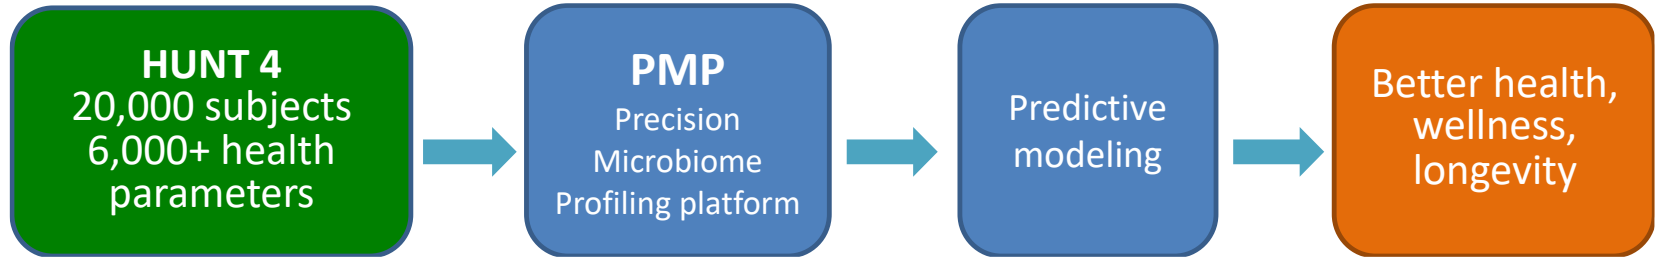 HUNT 4
20,000 subjects
6,000+ health
parameters
PMP
Precision
Microbiome
Profiling platform
Predictive
modeling
Better health,
wellness,
longevity